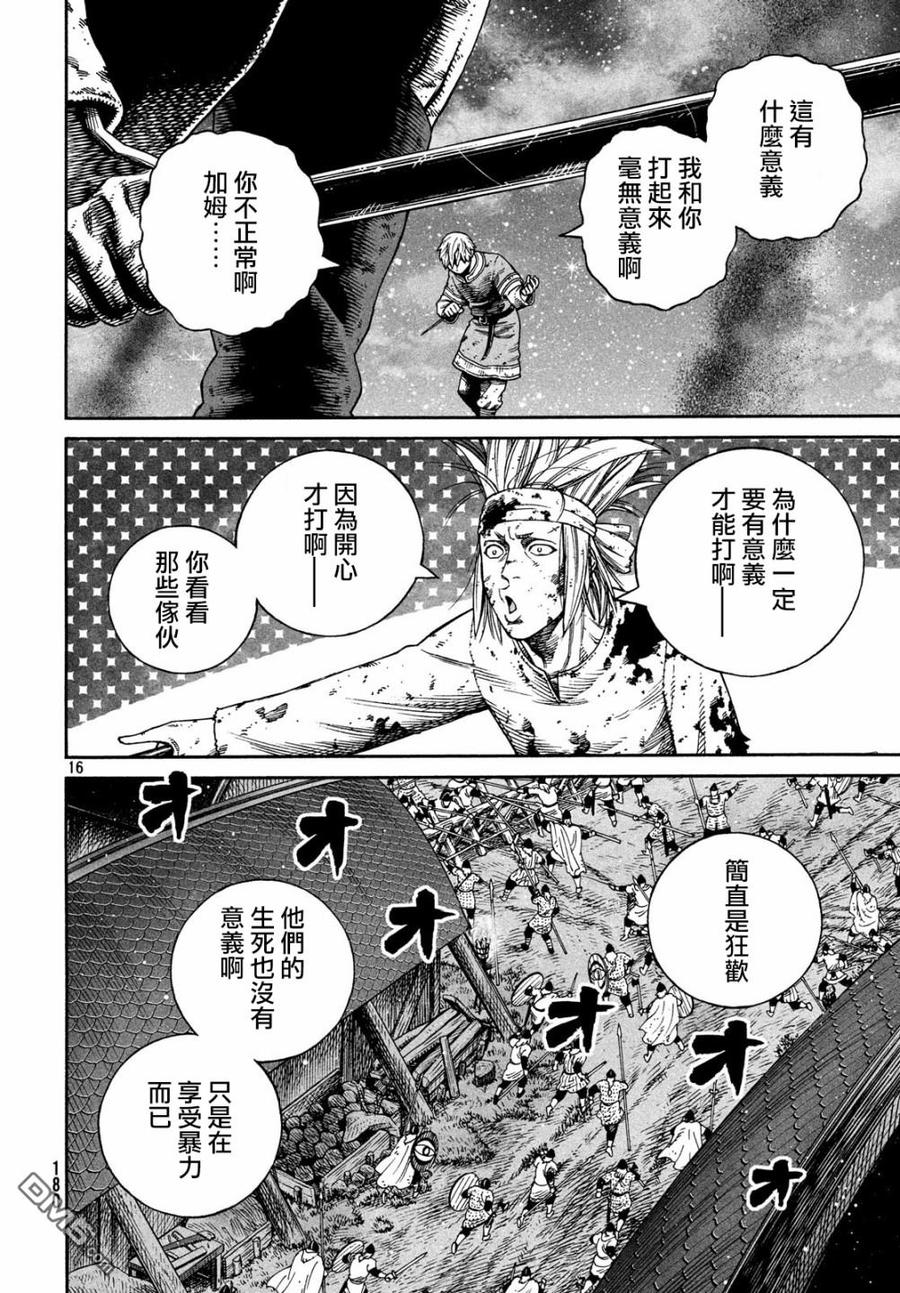 這有
什麼意義
我和你
打起來
毫無意義啊
你不正常啊
加姆……
為什麼一定
要有意義
才能打啊——
因為開心
才打啊——
你看看
那些傢伙
16
オ
オ
オ
オ
オ
簡直是狂歡
他們的
生死也沒有
意義啊
只是在
享受暴力
而已